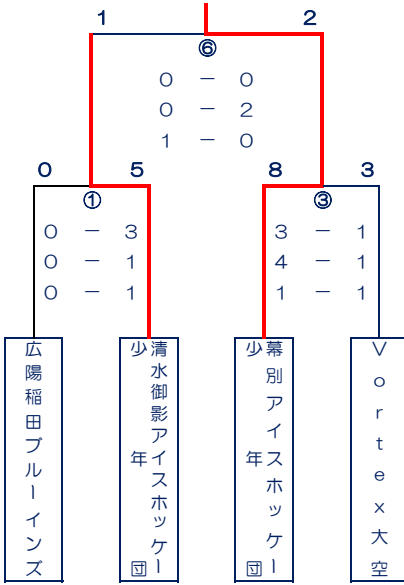 1 2
⑥
0 － 0
0 － 2
1 － 0
0 5 8 3
① ③
0 － 3 3 － 1
0 － 1 4 － 1
0 － 1 1 － 1
広陽稲田ブルーインズ
清水御影アイスホッケー
少年団
幕別アイスホッケー
少年団
Ｖｏｒｔｅｘ大空